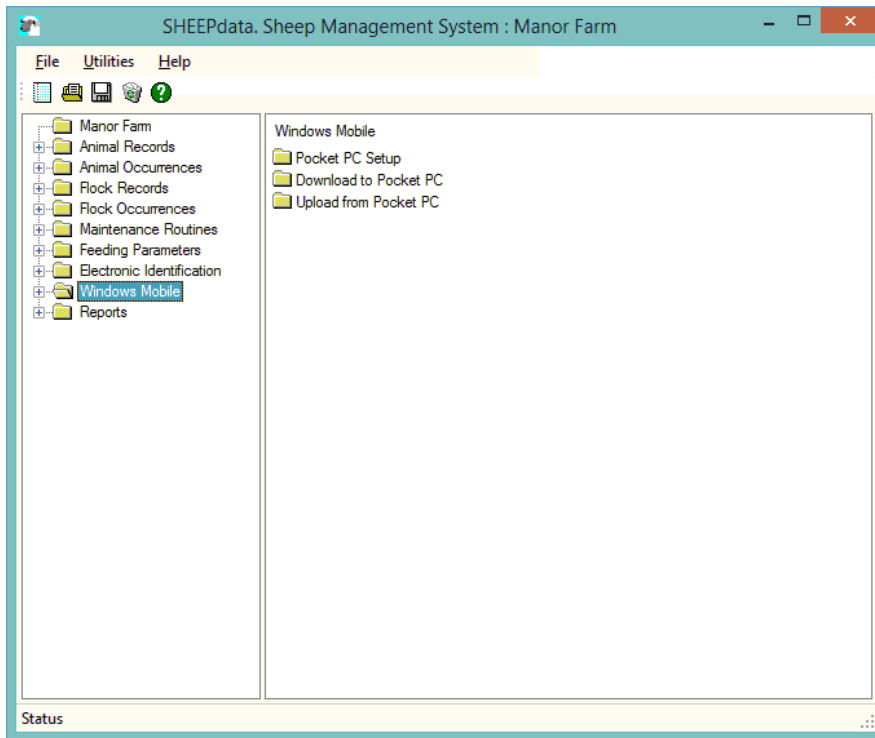 SHEEPdata. Sheep Management System : Manor Farm
File Utilities Help
Manor Farm
Animal Records
Animal Occurrences
Flock Records
Flock Occurrences
Maintenance Routines
Feeding Parameters
Electronic Identification
Windows Mobile
Reports
Windows Mobile
Pocket PC Setup
Download to Pocket PC
Upload from Pocket PC
Status